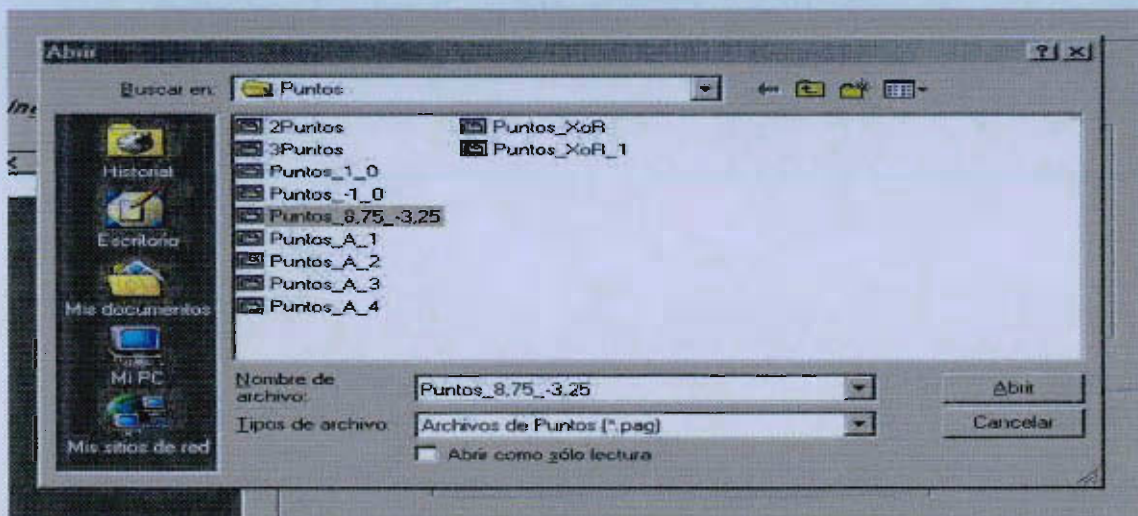 Abrir
Buscar en: Puntos
Historial
Escritorio
Mis documentos
Mi PC
Mis sitios de red
2Puntos
3Puntos
Puntos_1_0
Puntos_-1_0
Puntos_8,75_-3,25
Puntos_A_1
Puntos_A_2
Puntos_A_3
Puntos_A_4
Puntos_XoR
Puntos_XoR_1
Nombre de
archivo:
Puntos_8,75_-3,25
Abrir
Tipos de archivo: Archivos de Puntos (*.pag)
Cancelar
Abrir como sólo lectura